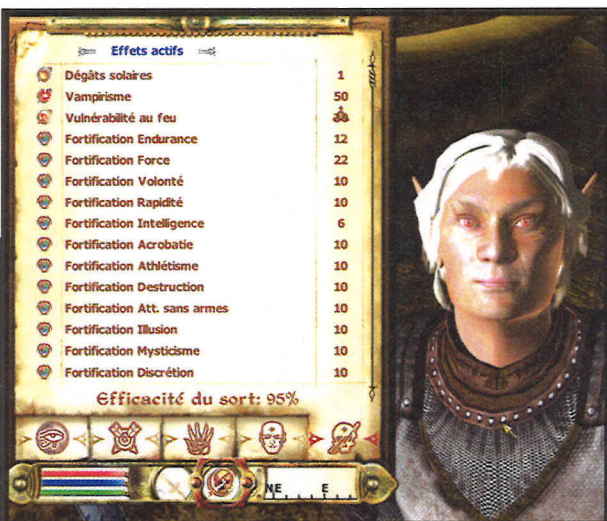 Effets actifs
Dégâts solaires 1
Vampirisme 50
Vulnérabilité au feu
Fortification Endurance 12
Fortification Force 22
Fortification Volonté 10
Fortification Rapidité 10
Fortification Intelligence 6
Fortification Acrobatie 10
Fortification Athlétisme 10
Fortification Destruction 10
Fortification Att. sans armes 10
Fortification Illusion 10
Fortification Mysticisme 10
Fortification Discrétion 10
Efficacité du sort: 95%
NE E